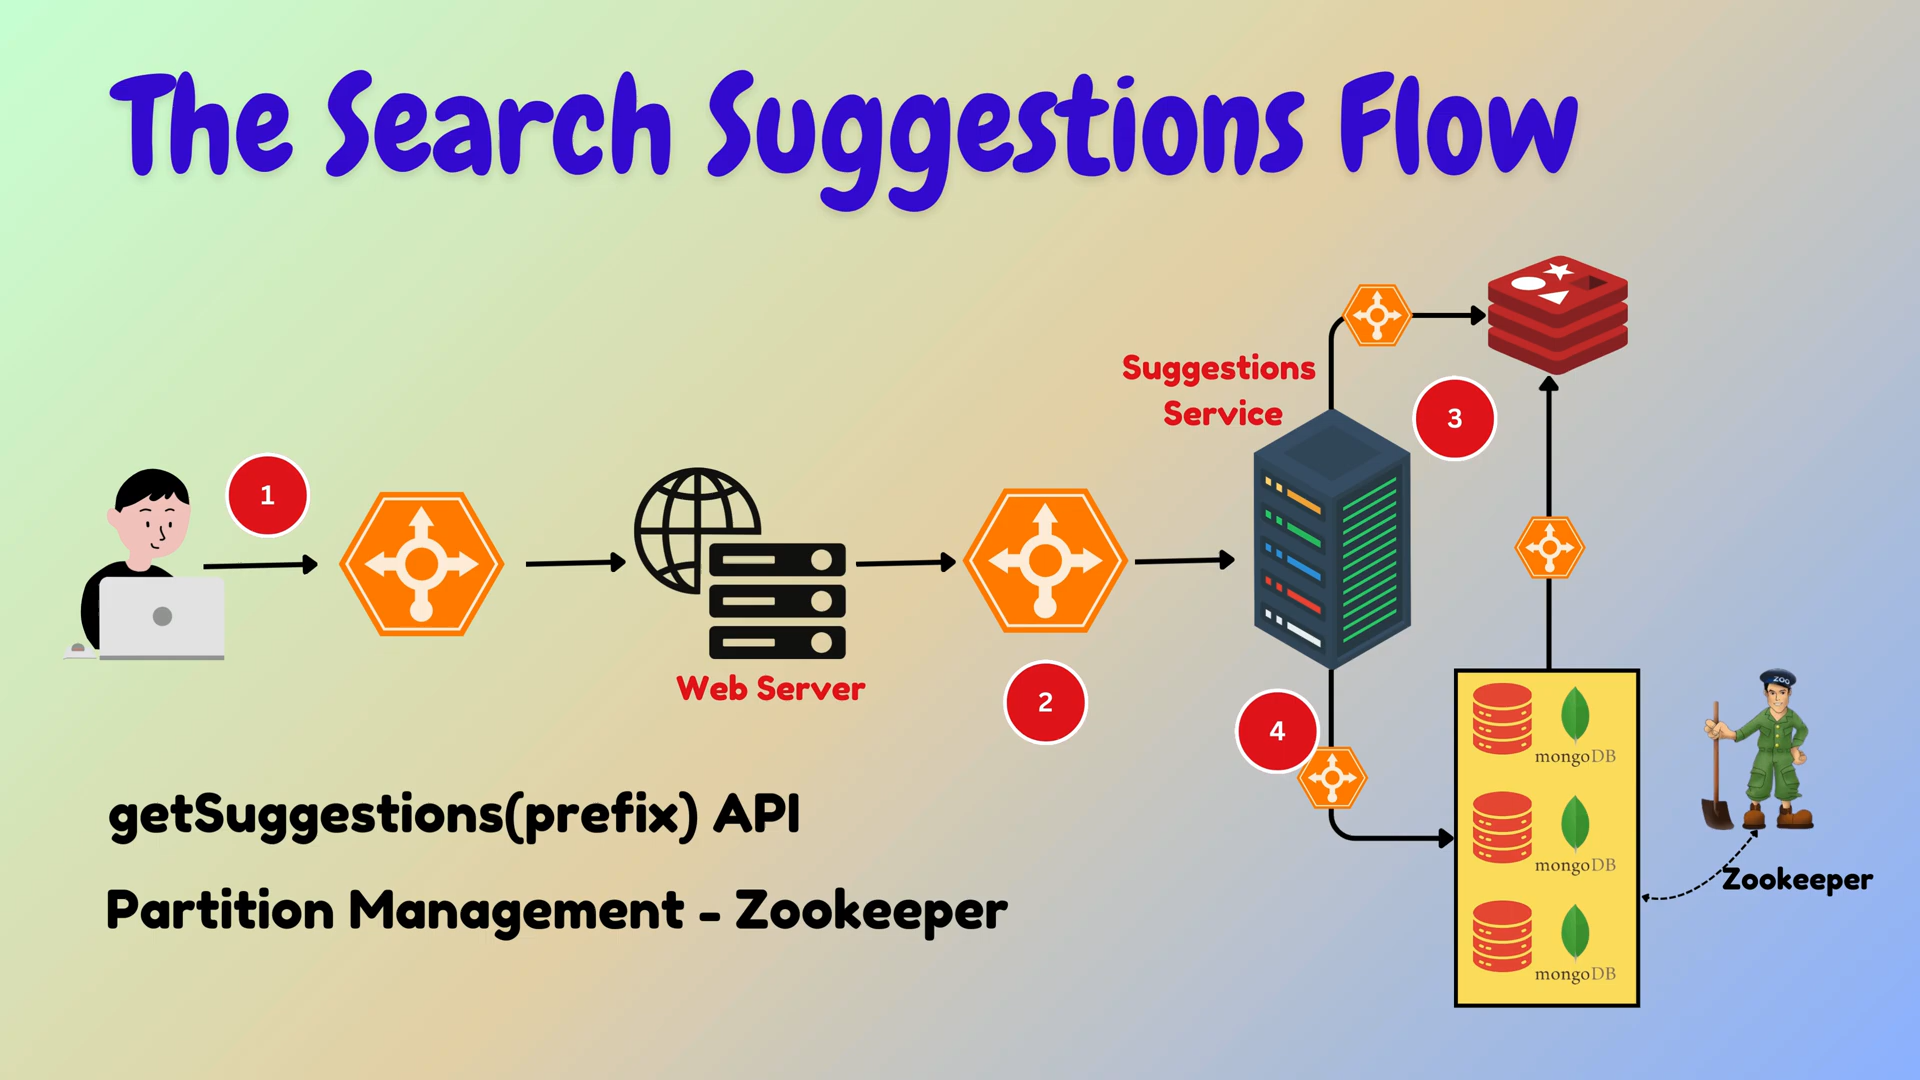 The Search Suggestions Flow
Suggestions
Service
3
1
Web Server
2
4
ZOO
mongoDB
mongoDB
mongoDB
Zookeeper
getSuggestions(prefix) API
Partition Management - Zookeeper